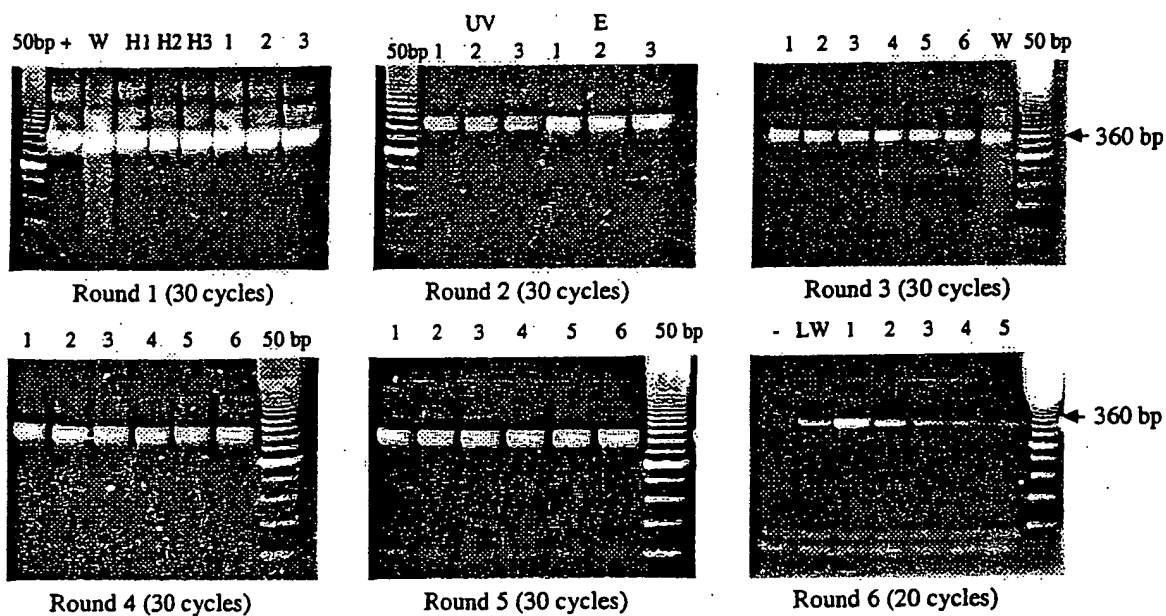 UV
E
50bp + W H1 H2 H3 1 2 3
50bp 1 2 3 1 2 3
1 2 3 4 5 6 W 50 bp
360 bp
Round 1 (30 cycles)
Round 2 (30 cycles)
Round 3 (30 cycles)
1 2 3 4 5 6 50 bp
1 2 3 4 5 6 50 bp
- LW 1 2 3 4 5
360 bp
Round 4 (30 cycles)
Round 5 (30 cycles)
Round 6 (20 cycles)